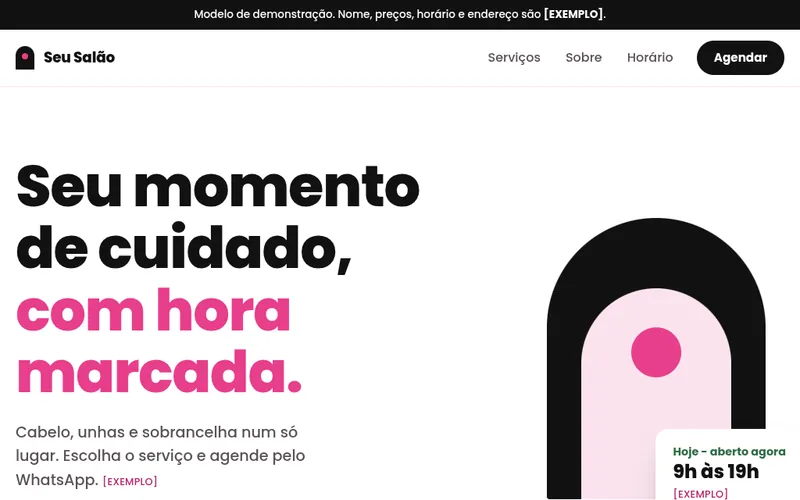 Modelo de demonstração. Nome, preços, horário e endereço são [EXEMPLO].
Seu Salão
Serviços
Sobre
Horário
Agendar
Seu momento
de cuidado,
com hora
marcada.
Cabelo, unhas e sobrancelha num só
lugar. Escolha o serviço e agende pelo
WhatsApp. [EXEMPLO]
Hoje - aberto agora
9h às 19h
[EXEMPLO]